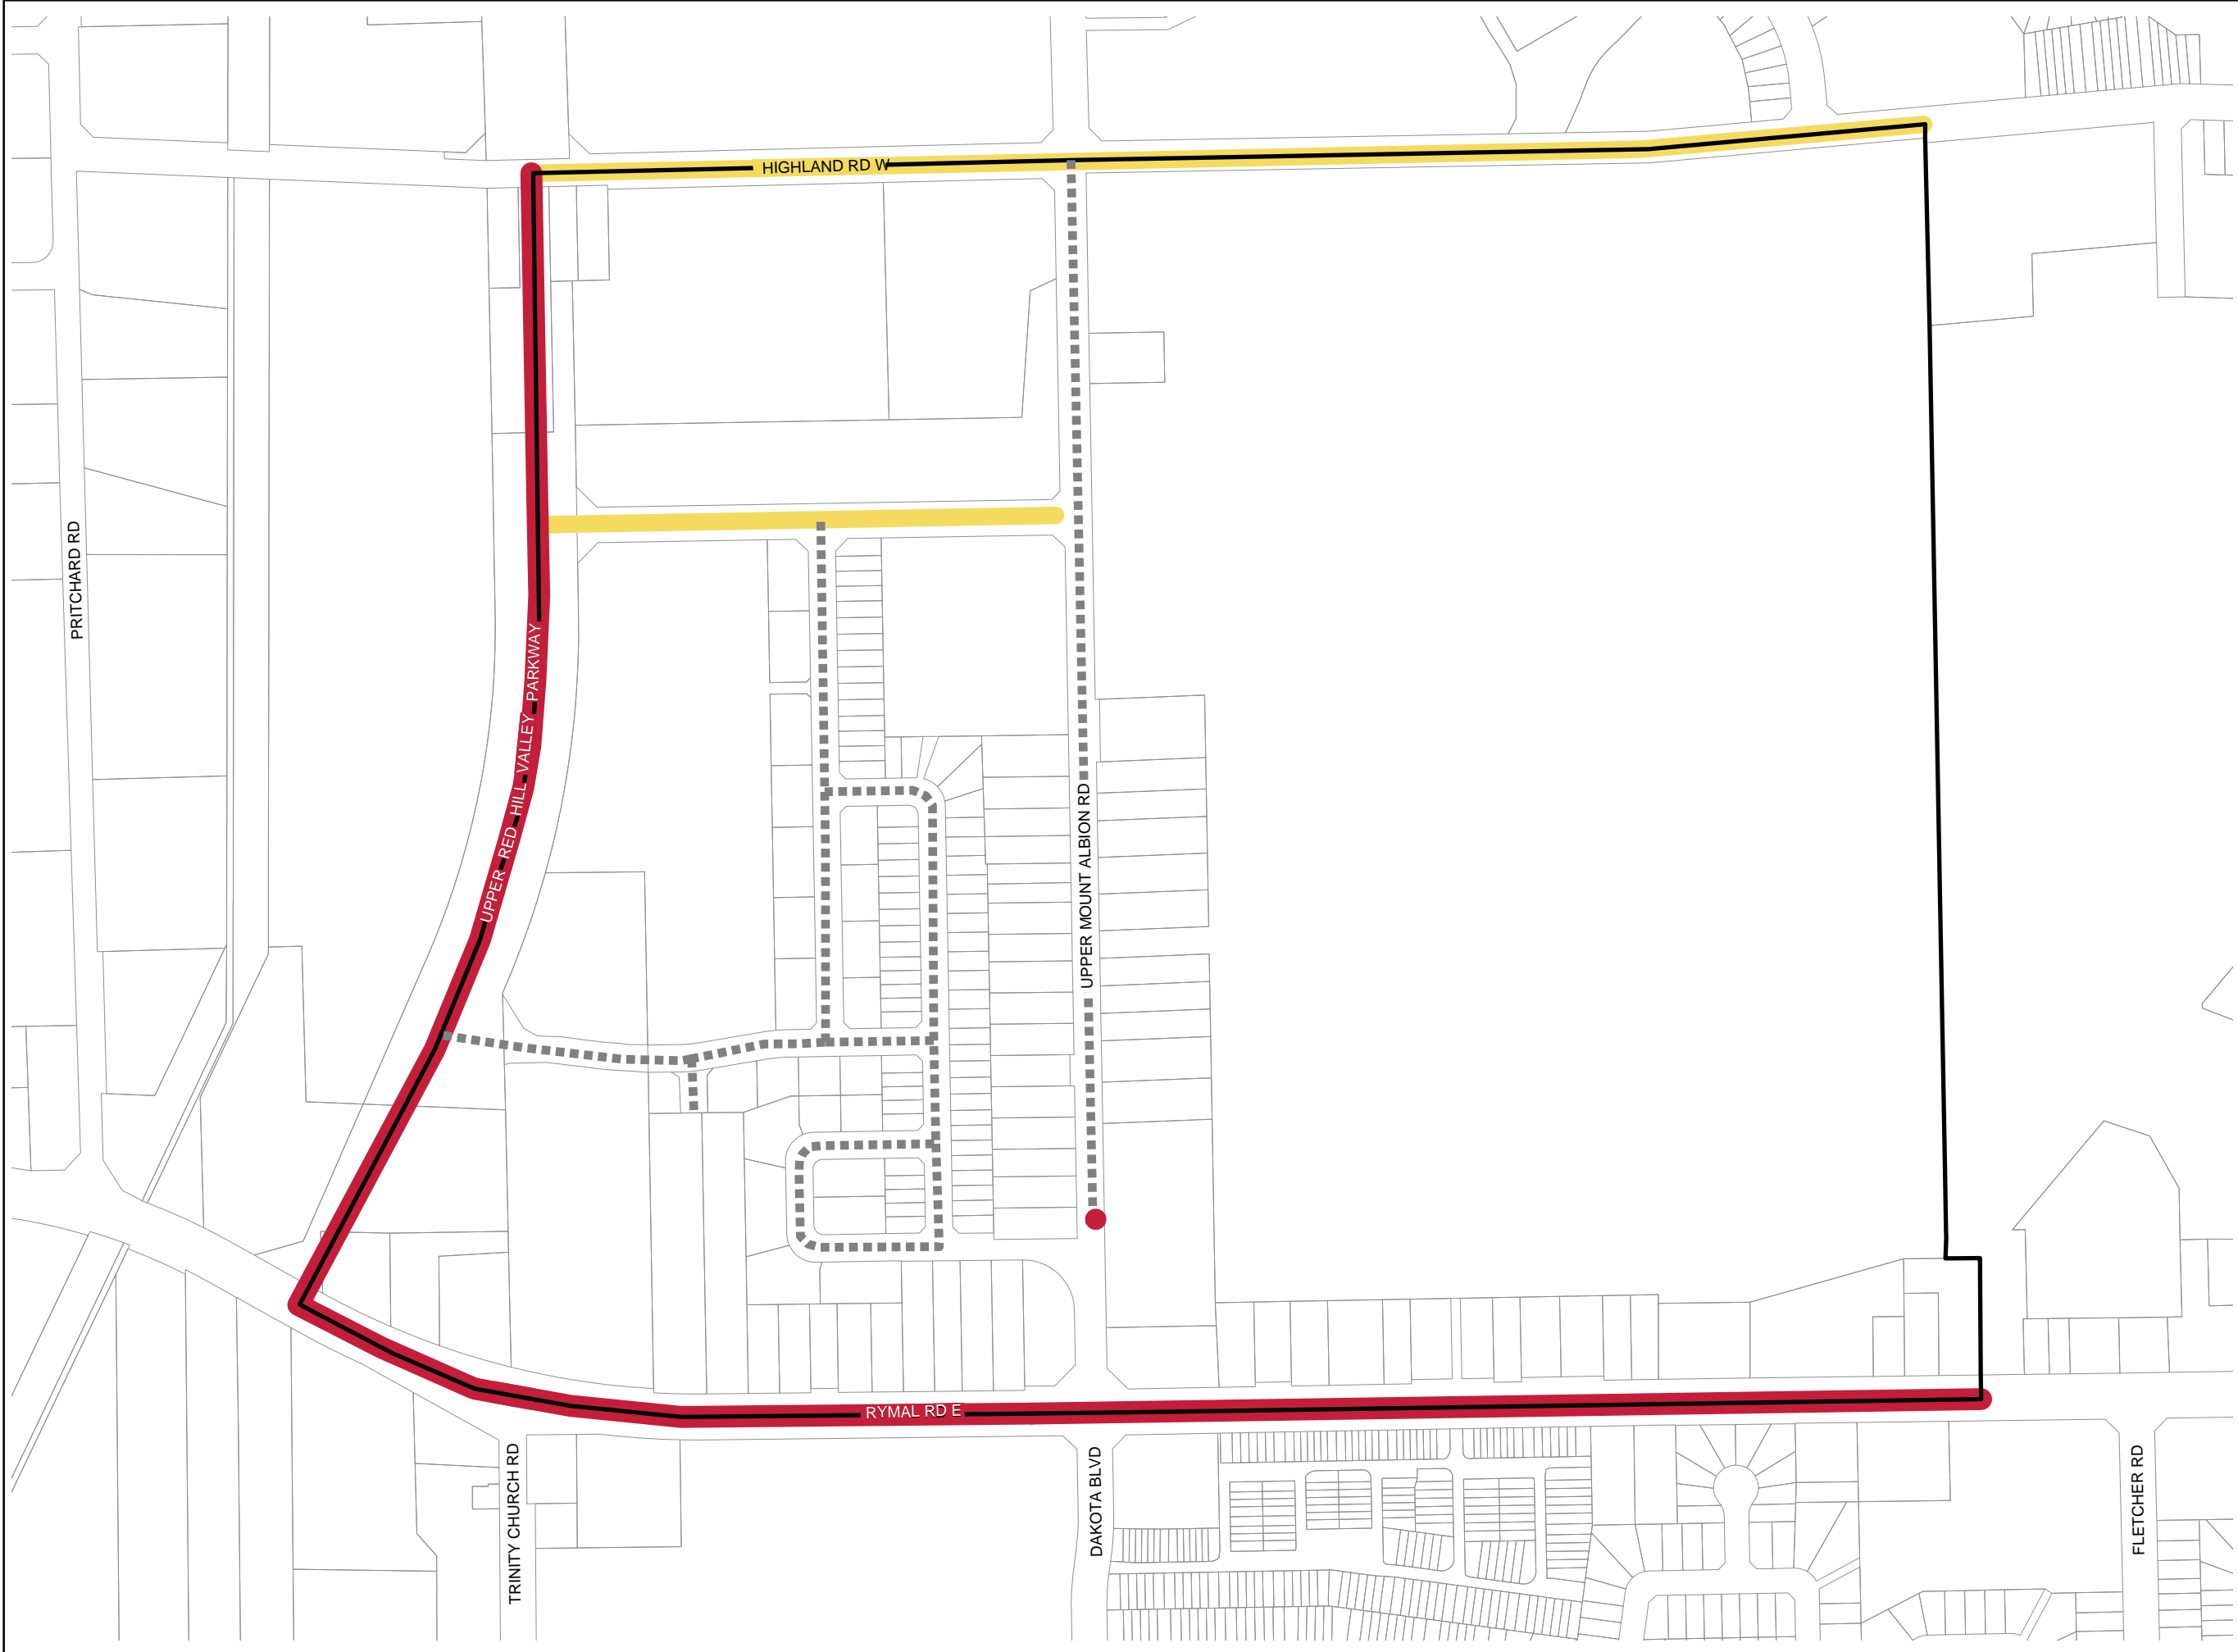 HIGHLAND RD W
PRITCHARD RD
UPPER RED HILL VALLEY PARKWAY
UPPER MOUNT ALBION RD
RYMAL RD E
TRINITY CHURCH RD
DAKOTA BLVD
FLETCHER RD